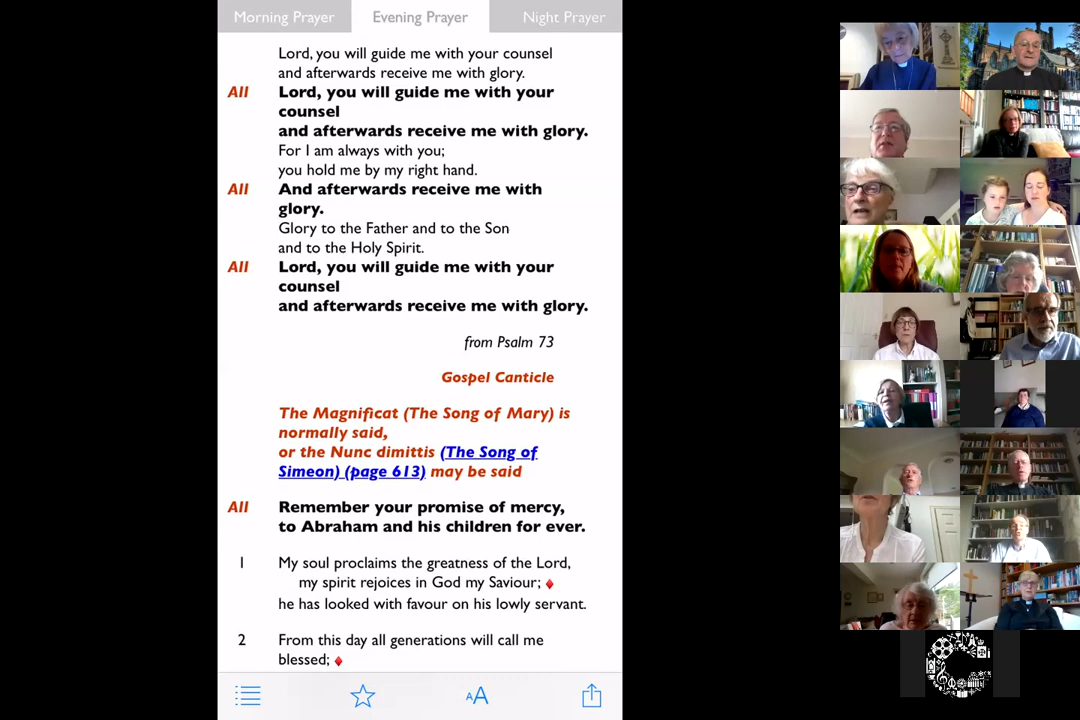 Morning Prayer
Evening Prayer
Night Prayer
Lord, you will guide me with your counsel
and afterwards receive me with glory.
All Lord, you will guide me with your
counsel
and afterwards receive me with glory.
For I am always with you;
you hold me by my right hand.
All And afterwards receive me with
glory.
Glory to the Father and to the Son
and to the Holy Spirit.
All Lord, you will guide me with your
counsel
and afterwards receive me with glory.
from Psalm 73
Gospel Canticle
The Magnificat (The Song of Mary) is
normally said,
or the Nunc dimittis (The Song of
Simeon) (page 613) may be said
All Remember your promise of mercy,
to Abraham and his children for ever.
1 My soul proclaims the greatness of the Lord,
my spirit rejoices in God my Saviour; ♦
he has looked with favour on his lowly servant.
2 From this day all generations will call me
blessed; ♦
AA